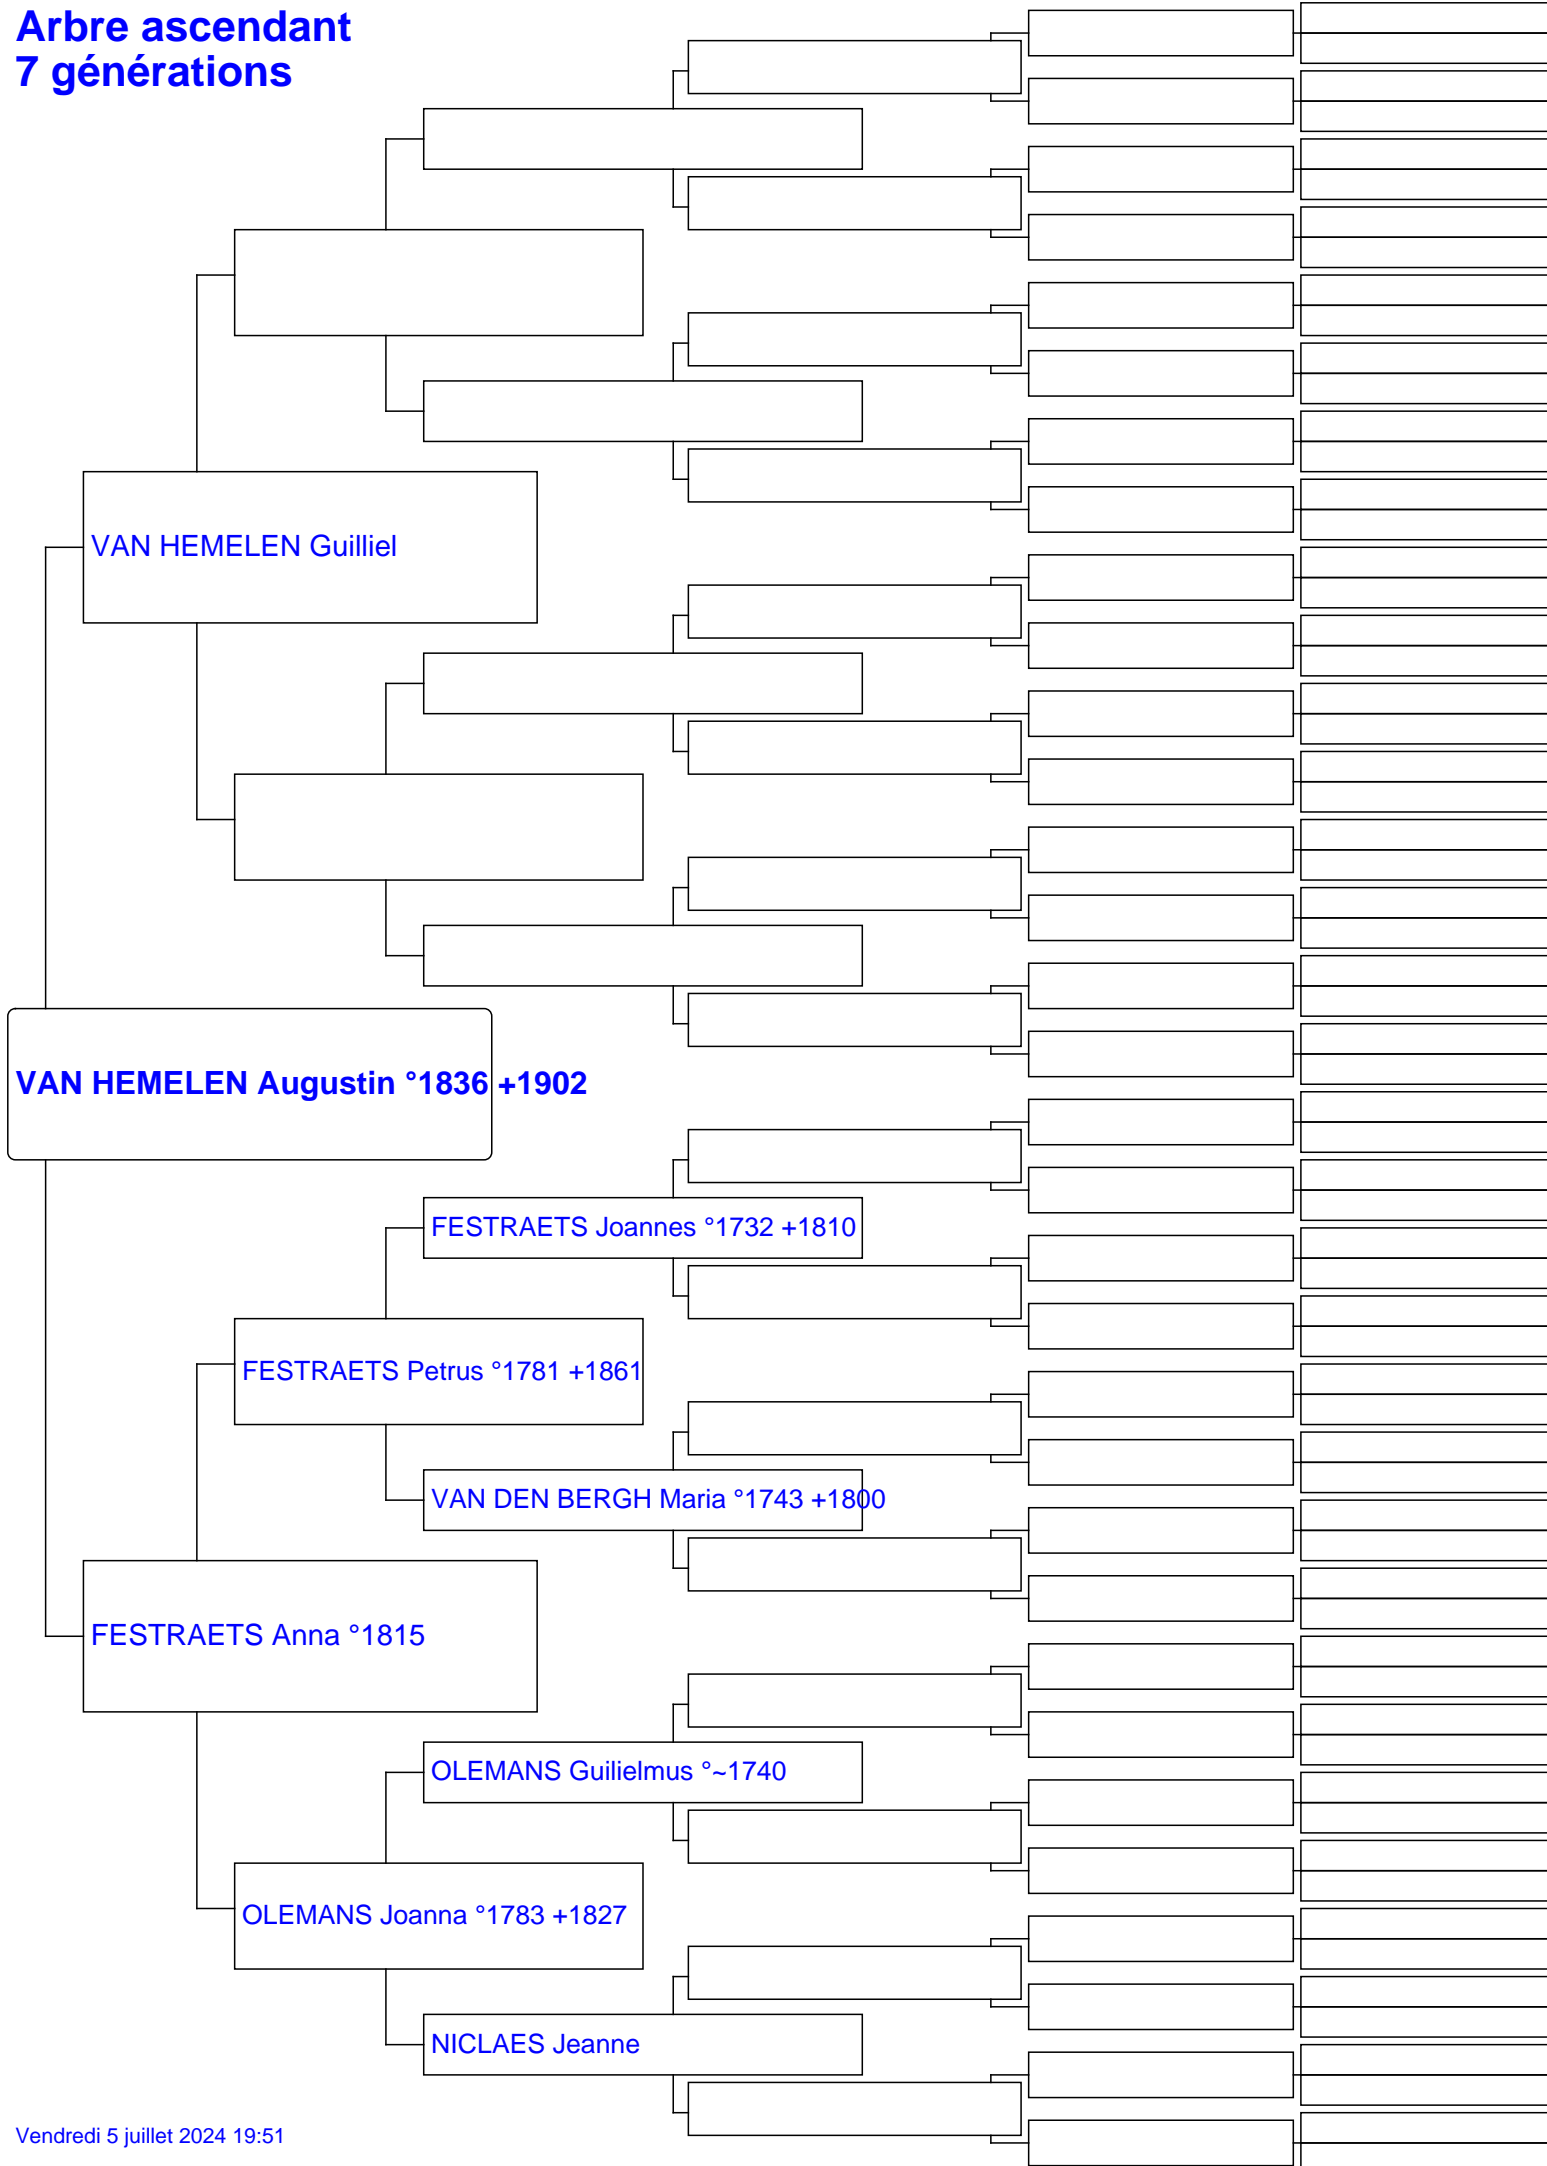 Arbre ascendant
7 générations
VAN HEMELEN Guilliel
VAN HEMELEN Augustin °1836 +1902
FESTRAETS Joannes °1732 +1810
FESTRAETS Petrus °1781 +1861
VAN DEN BERGH Maria °1743 +1800
FESTRAETS Anna °1815
OLEMANS Guilielmus °~1740
OLEMANS Joanna °1783 +1827
NICLAES Jeanne
Vendredi 5 juillet 2024 19:51